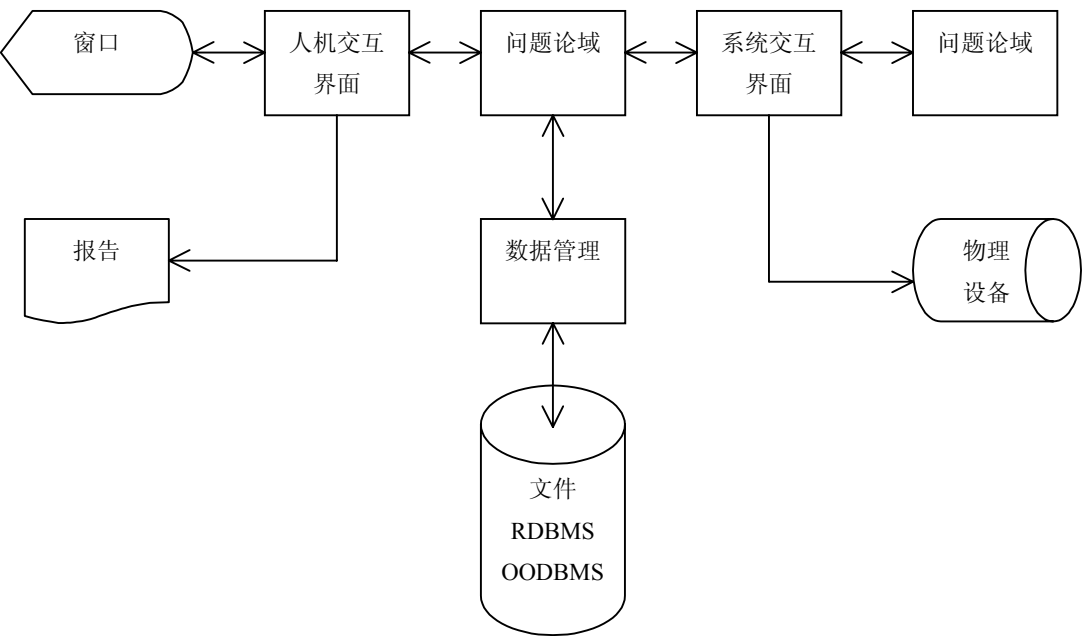 窗口
人机交互
界面
问题论域
系统交互
界面
问题论域
报告
数据管理
物理
设备
文件
RDBMS
OODBMS